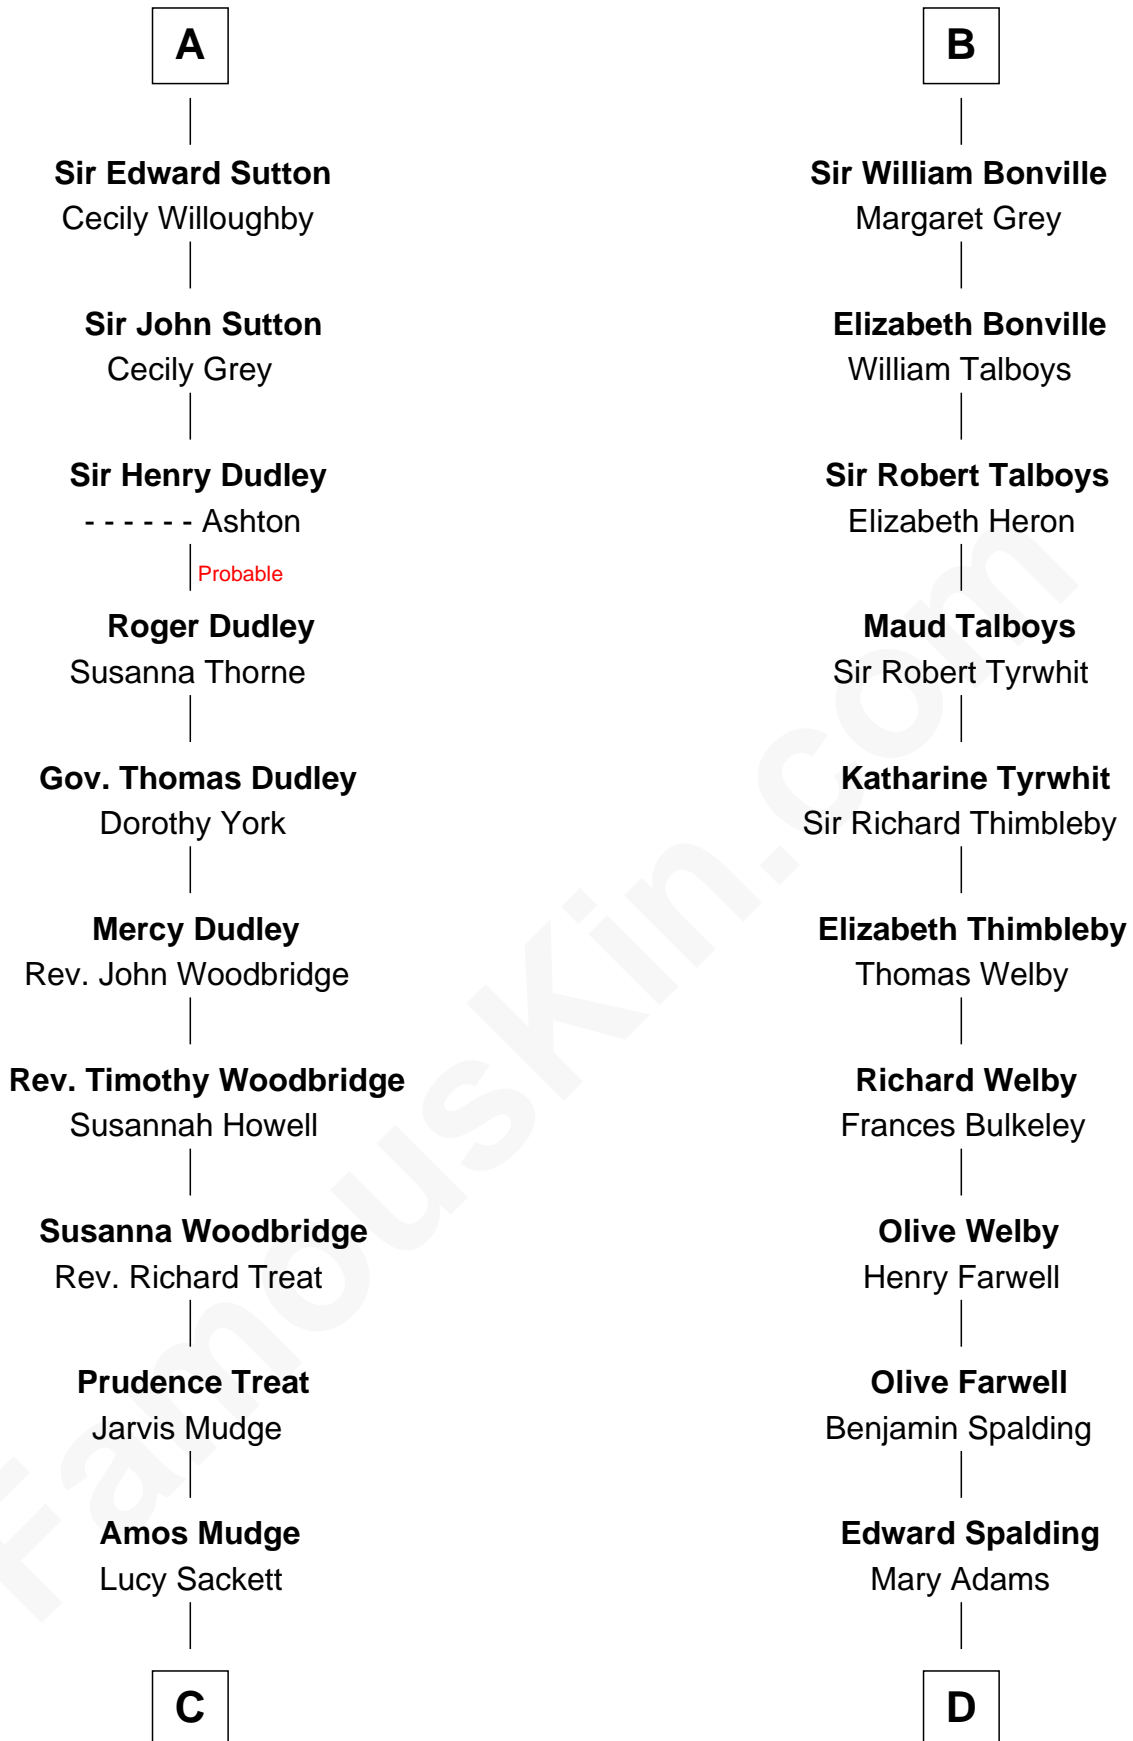 A
Sir Edward Sutton
Cecily Willoughby
Sir John Sutton
Cecily Grey
Sir Henry Dudley
- - - - - - Ashton
Probable
Roger Dudley
Susanna Thorne
Gov. Thomas Dudley
Dorothy York
Mercy Dudley
Rev. John Woodbridge
Rev. Timothy Woodbridge
Susannah Howell
Susanna Woodbridge
Rev. Richard Treat
Prudence Treat
Jarvis Mudge
Amos Mudge
Lucy Sackett
C
B
Sir William Bonville
Margaret Grey
Elizabeth Bonville
William Talboys
Sir Robert Talboys
Elizabeth Heron
Maud Talboys
Sir Robert Tyrwhit
Katharine Tyrwhit
Sir Richard Thimbleby
Elizabeth Thimbleby
Thomas Welby
Richard Welby
Frances Bulkeley
Olive Welby
Henry Farwell
Olive Farwell
Benjamin Spalding
Edward Spalding
Mary Adams
D
FamousKin.com